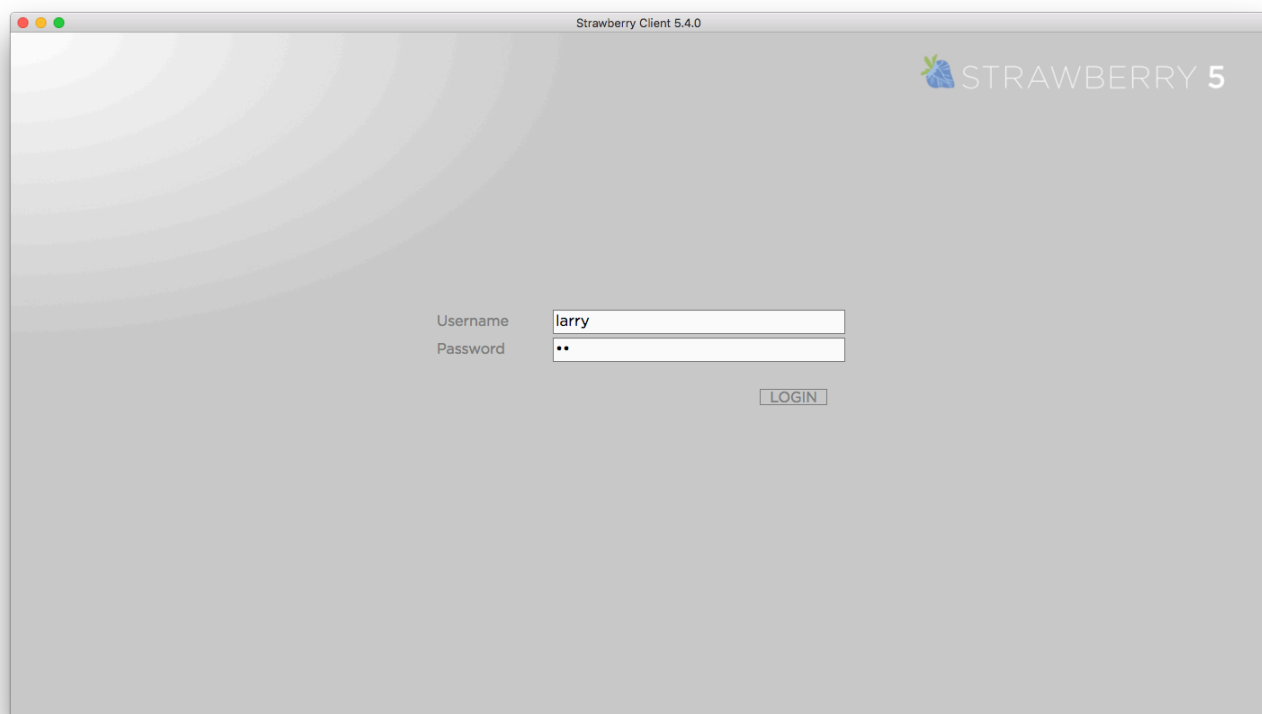 Strawberry Client 5.4.0
STRAWBERRY 5
Username larry
Password ••
LOGIN